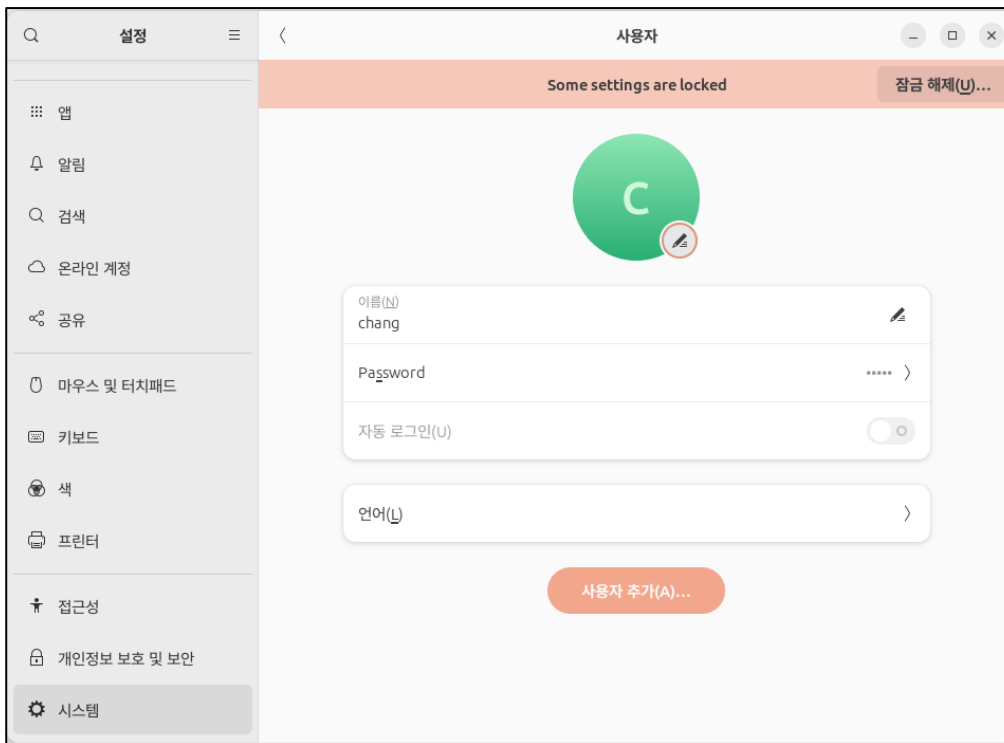 설정
사용자
Some settings are locked
잠금 해제(U)...
앱
알림
검색
온라인 계정
공유
마우스 및 터치패드
키보드
색
프린터
접근성
개인정보 보호 및 보안
시스템
C
이름(N)
chang
Password
자동 로그인(U)
언어(L)
사용자 추가(A)...